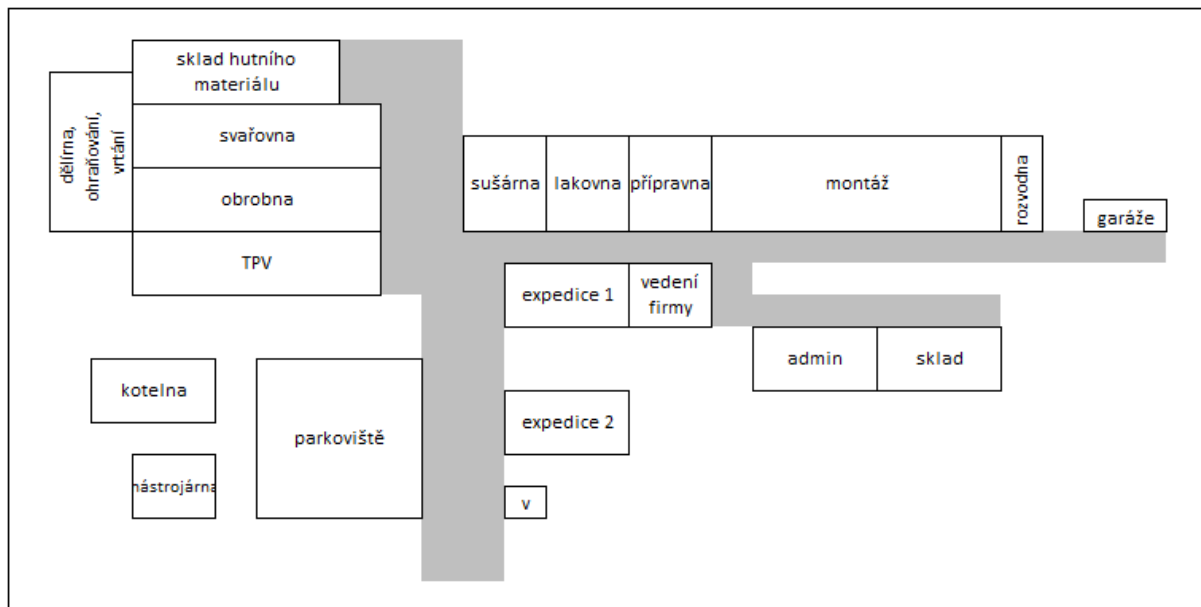 sklad hutního
materiálu
dělírna,
ohraňování,
vrtání
svařovna
obrobna
TPV
sušárna
lakovna
přípravna
montáž
rozvodna
garáže
expedice 1
vedení
firmy
admin
sklad
kotelna
parkoviště
expedice 2
nástrojárna
v